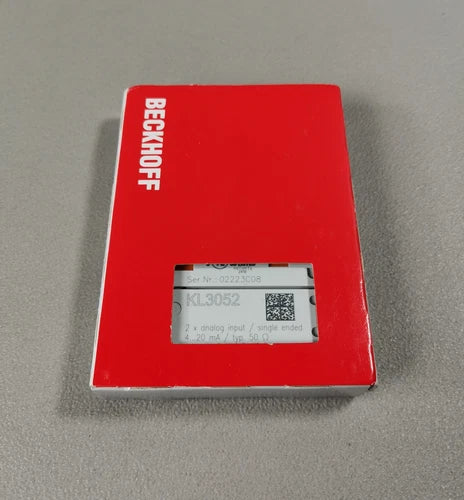 BECKHOFF
Ser.Nr.: 02223C08
KL3052
2 x analog input / single ended
4...20 mA / typ. 50 Ω